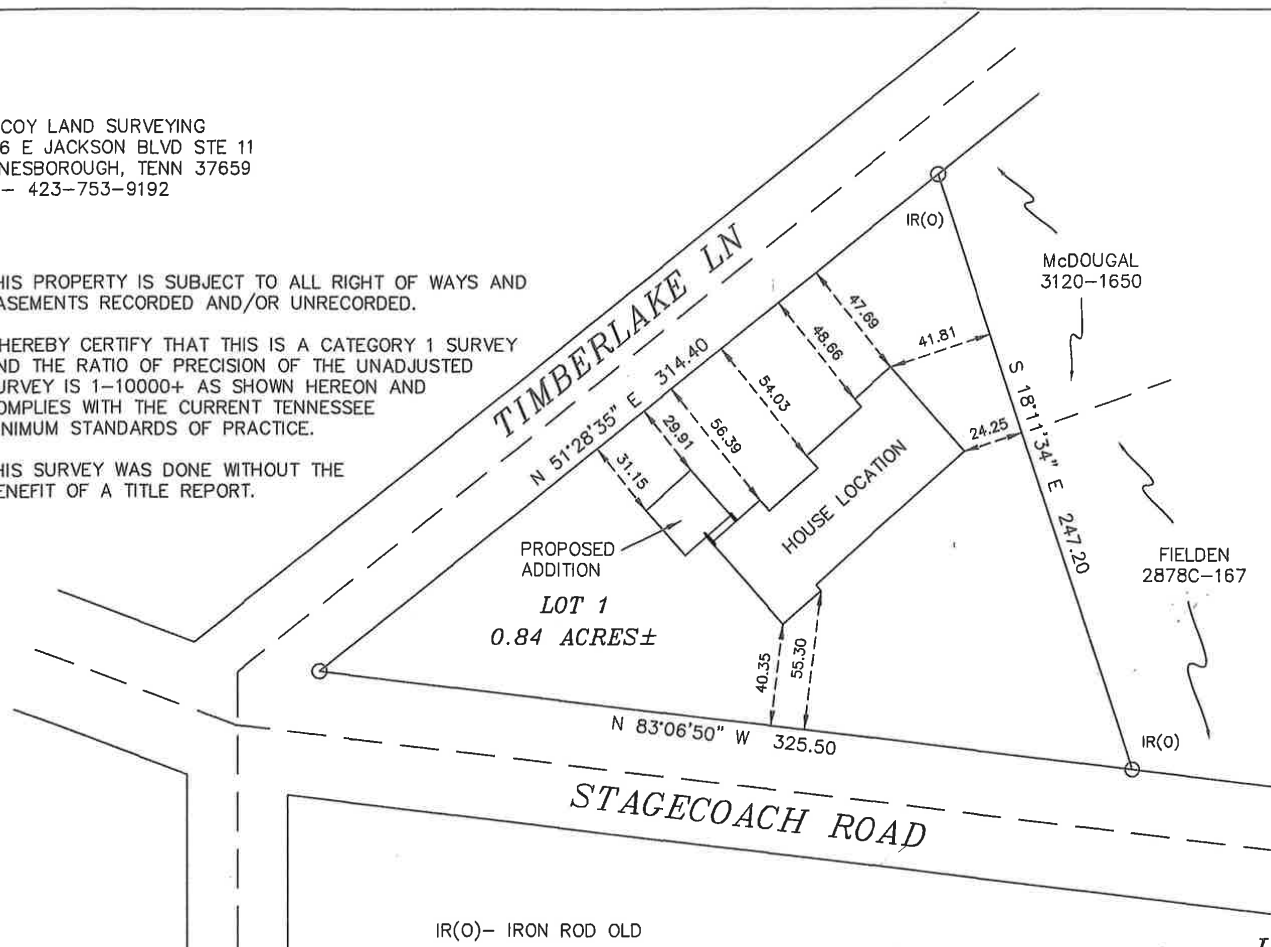 COY LAND SURVEYING
6 E JACKSON BLVD STE 11
NESBOROUGH, TENN 37659
– 423–753–9192
HIS PROPERTY IS SUBJECT TO ALL RIGHT OF WAYS AND
ASEMENTS RECORDED AND/OR UNRECORDED.
HEREBY CERTIFY THAT THIS IS A CATEGORY 1 SURVEY
ND THE RATIO OF PRECISION OF THE UNADJUSTED
URVEY IS 1–10000+ AS SHOWN HEREON AND
OMPLIES WITH THE CURRENT TENNESSEE
INIMUM STANDARDS OF PRACTICE.
HIS SURVEY WAS DONE WITHOUT THE
ENEFIT OF A TITLE REPORT.
TIMBERLAKE LN
N 51°28'35" E 314.40
IR(O)
McDOUGAL
3120–1650
47.69
48.66
41.81
54.03
56.39
29.91
31.15
24.25
S 18°11'34" E 247.20
HOUSE LOCATION
PROPOSED
ADDITION
LOT 1
0.84 ACRES±
FIELDEN
2878C–167
40.35
55.30
N 83°06'50" W 325.50
IR(O)
STAGECOACH ROAD
IR(O)– IRON ROD OLD